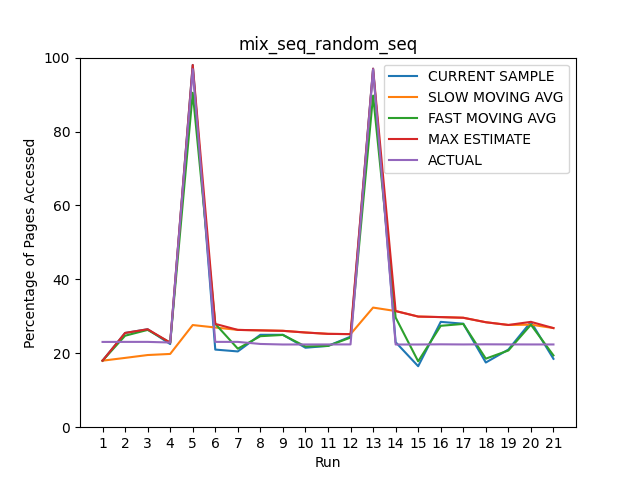 mix_seq_random_seq
100
80
60
40
20
0
Percentage of Pages Accessed
CURRENT SAMPLE
SLOW MOVING AVG
FAST MOVING AVG
MAX ESTIMATE
ACTUAL
1 2 3 4 5 6 7 8 9 10 11 12 13 14 15 16 17 18 19 20 21
Run